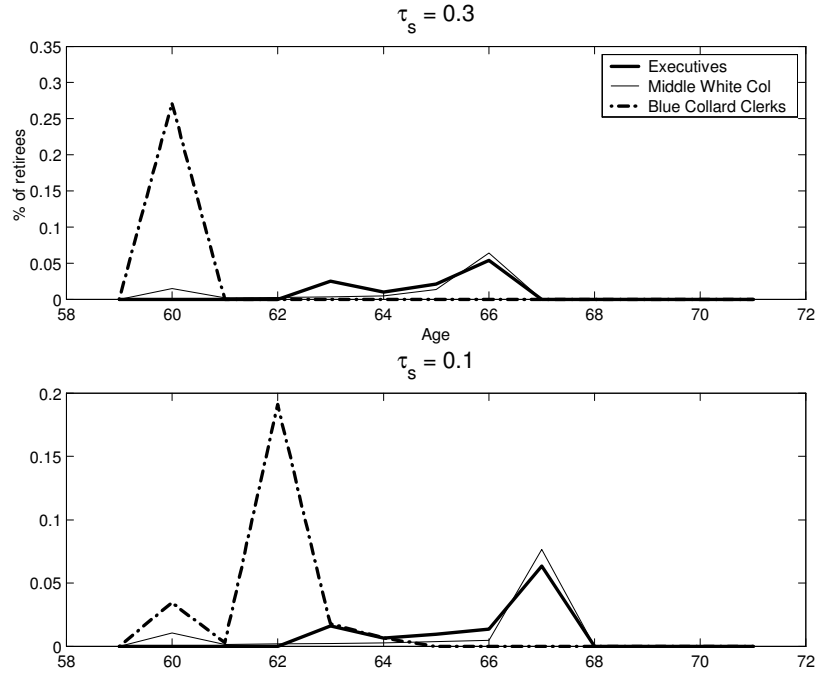 τs = 0.3
0.35
0.3
0.25
0.2
0.15
0.1
0.05
0
% of retirees
Executives
Middle White Col
Blue Collard Clerks
58 60 62 64 66 68 70 72
Age
τs = 0.1
0.2
0.15
0.1
0.05
0
58 60 62 64 66 68 70 72